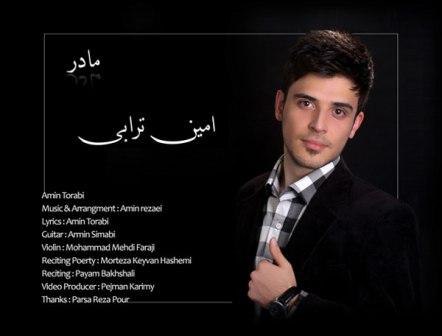 مادر
امین ترابی
Amin Torabi
Music & Arrangment : Amin rezaei
Lyrics : Amin Torabi
Guitar : Armin Simabi
Violin : Mohammad Mehdi Faraji
Reciting Poerty : Morteza Keyvan Hashemi
Reciting : Payam Bakhshali
Video Producer : Pejman Karimy
Thanks : Parsa Reza Pour